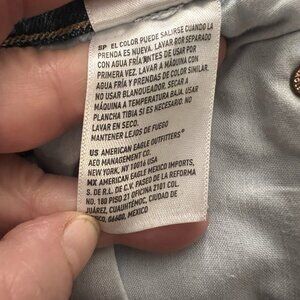 SP EL COLOR PUEDE SALIRSE CUANDO LA
PRENDA ES NUEVA. LAVAR POR SEPARADO
CON AGUA FRÍA ANTES DE USAR POR
PRIMERA VEZ. LAVAR A MÁQUINA CON
AGUA FRÍA Y PRENDAS DE COLOR SIMILAR.
NO USAR BLANQUEADOR. SECAR A
MÁQUINA A TEMPERATURA BAJA. USAR
PLANCHA TIBIA SI ES NECESARIO. NO
LAVAR EN SECO.
MANTENER LEJOS DE FUEGO
US AMERICAN EAGLE OUTFITTERS®
AEO MANAGEMENT CO.
NEW YORK, NY 10016 USA
MX AMERICAN EAGLE MEXICO IMPORTS,
S DE R.L. DE C.V. PASEO DE LA REFORMA
NO. 180 PISO 21 OFICINA 2101 COL.
JUÁREZ, CUAUHTÉMOC, CIUDAD DE
MÉXICO, 06600, MÉXICO